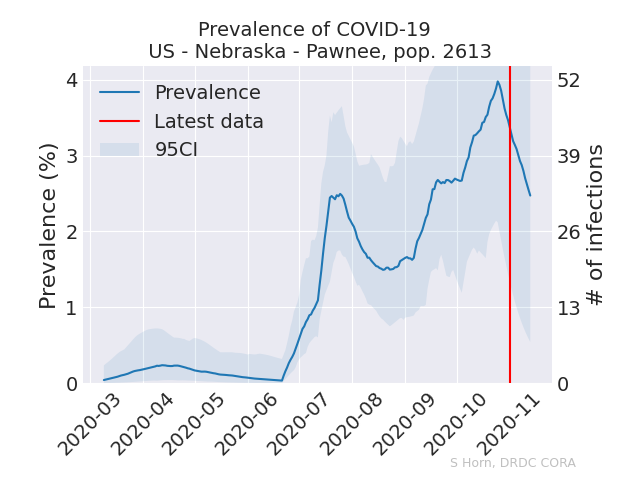 Prevalence of COVID-19
US - Nebraska - Pawnee, pop. 2613
Prevalence
Latest data
95CI
Prevalence (%)
4
3
2
1
0
52
39
26
13
0
# of infections
2020-03
2020-04
2020-05
2020-06
2020-07
2020-08
2020-09
2020-10
2020-11
S Horn, DRDC CORA